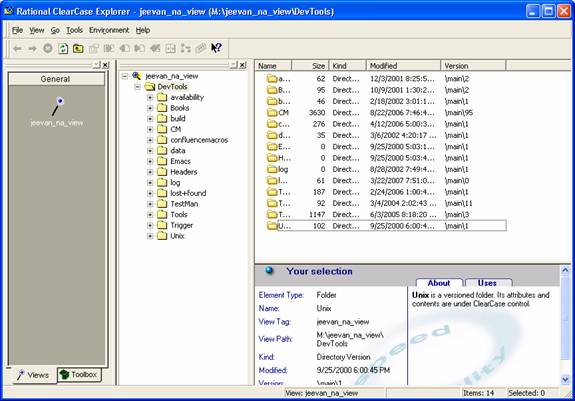 Rational ClearCase Explorer - jeevan_na_view (M:\jeevan_na_view\DevTools)
File View Go Tools Environment Help
General
jeevan_na_view
Views Toolbox
jeevan_na_view
DevTools
availability
Books
build
CM
confluencemacros
data
Emacs
Headers
log
lost+found
TestMan
Tools
Trigger
Unix
Name Size Kind Modified Version
a... 62 Direct... 12/3/2001 8:25:5... \main\2
B... 95 Direct... 10/9/2001 1:30:2... \main\2
b... 46 Direct... 2/18/2002 3:01:1... \main\1
CM 3630 Direct... 8/22/2006 7:46:4... \main\95
c... 276 Direct... 4/12/2006 5:00:3... \main\1
d... 35 Direct... 3/6/2002 4:20:17 ... \main\1
E... 0 Direct... 9/25/2000 5:03:1... \main\1
H... 0 Direct... 9/25/2000 5:03:4... \main\1
log 0 Direct... 8/28/2002 7:49:4... \main\1
l... 61 Direct... 3/22/2007 7:51:0... \main\1
T... 187 Direct... 2/24/2006 1:00:4... \main\1
T... 92 Direct... 3/4/2004 2:02:43 ... \main\11
T... 1147 Direct... 6/3/2005 8:18:20 ... \main\3
U... 102 Direct... 9/25/2000 6:00:4... \main\1
Your selection
About Uses
Element Type: Folder
Name: Unix
View Tag: jeevan_na_view
View Path: M:\jeevan_na_view\
DevTools
Kind: Directory Version
Modified: 9/25/2000 6:00:45 PM
Version: \main\1
Unix is a versioned folder. Its attributes and
contents are under ClearCase control.
View: jeevan_na_view Items: 14 Selected: 0